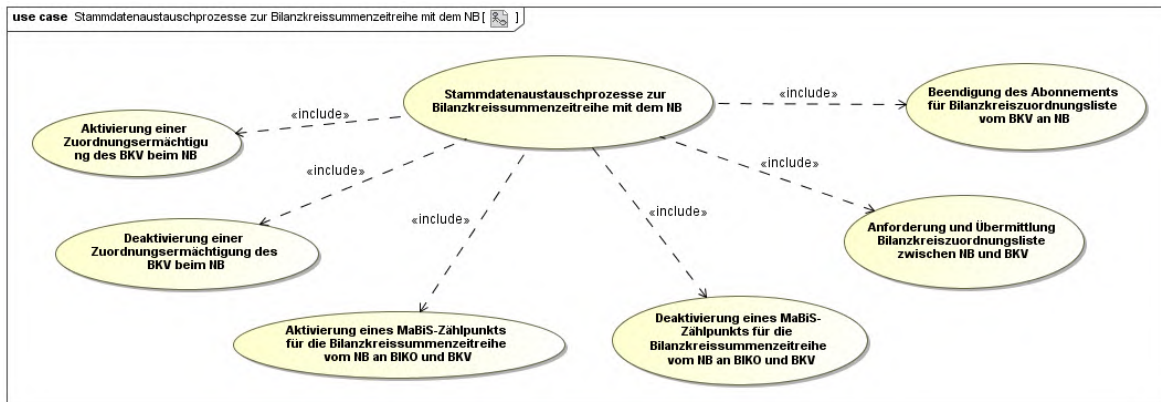 use case Stammdatenaustauschprozesse zur Bilanzkreissummenzeitreihe mit dem NB [ ]
Stammdatenaustauschprozesse zur
Bilanzkreissummenzeitreihe mit dem NB
Beendigung des Abonnements
für Bilanzkreiszuordnungsliste
vom BKV an NB
«include»
«include»
Aktivierung einer
Zuordnungsermächtigu
ng des BKV beim NB
«include»
«include»
«include»
«include»
Deaktivierung einer
Zuordnungsermächtigung des
BKV beim NB
Anforderung und Übermittlung
Bilanzkreiszuordnungsliste
zwischen NB und BKV
Aktivierung eines MaBiS-Zählpunkts
für die Bilanzkreissummenzeitreihe
vom NB an BIKO und BKV
Deaktivierung eines MaBiS-
Zählpunkts für die
Bilanzkreissummenzeitreihe
vom NB an BIKO und BKV